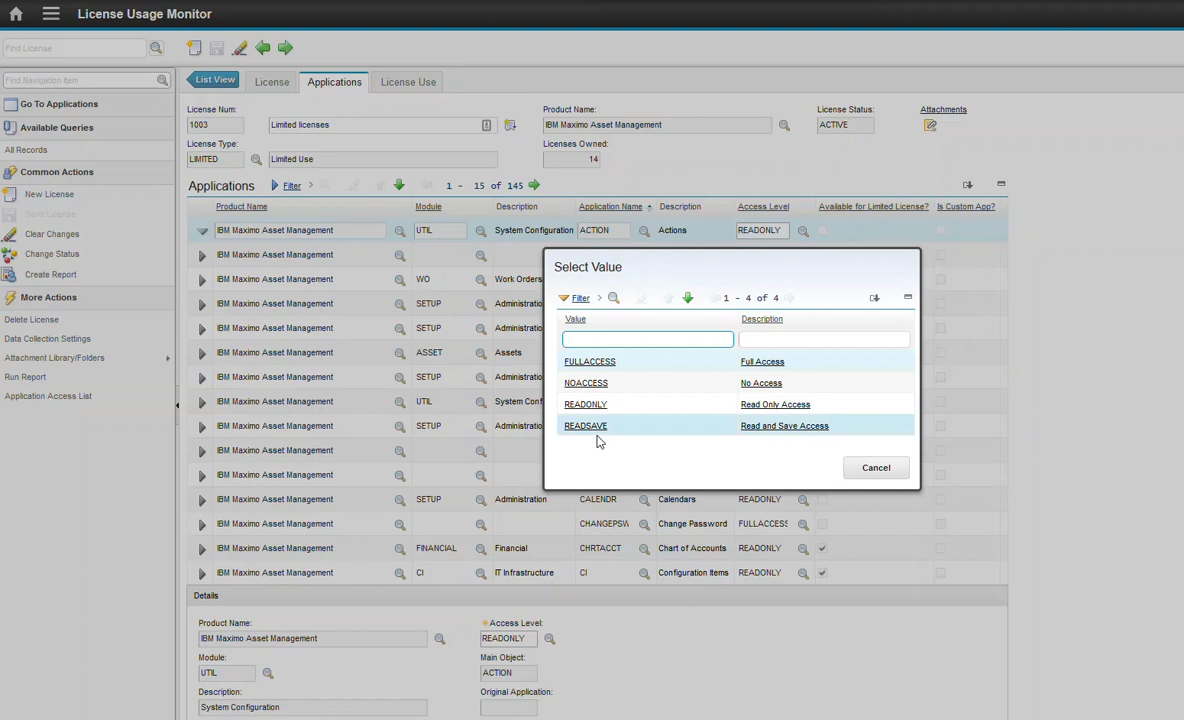 License Usage Monitor
Find License
Find Navigation Item
Go To Applications
Available Queries
All Records
Common Actions
New License
Save License
Clear Changes
Change Status
Create Report
More Actions
Delete License
Data Collection Settings
Attachment Library/Folders
Run Report
Application Access List
List View License Applications License Use
License Num: Product Name: License Status: Attachments
1003 Limited licenses IBM Maximo Asset Management ACTIVE
License Type: Licenses Owned:
LIMITED Limited Use 14
Applications Filter 1 - 15 of 145
Product Name Module Description Application Name Description Access Level Available for Limited License? Is Custom App?
IBM Maximo Asset Management UTIL System Configuration ACTION Actions READONLY
IBM Maximo Asset Management
IBM Maximo Asset Management WO Work Orders
IBM Maximo Asset Management SETUP
IBM Maximo Asset Management SETUP
IBM Maximo Asset Management ASSET Assets
IBM Maximo Asset Management SETUP
IBM Maximo Asset Management UTIL
IBM Maximo Asset Management SETUP
IBM Maximo Asset Management
IBM Maximo Asset Management
IBM Maximo Asset Management SETUP Administration CALENDR Calendars READONLY
IBM Maximo Asset Management Change Password FULLACCESS
IBM Maximo Asset Management FINANCIAL Financial CHRTACCT Chart of Accounts READONLY
IBM Maximo Asset Management CI IT Infrastructure CI Configuration Items READONLY
Select Value
Filter 1 - 4 of 4
Value Description
FULLACCESS Full Access
NOACCESS No Access
READONLY Read Only Access
READSAVE Read and Save Access
Cancel
Details
Product Name: Access Level:
IBM Maximo Asset Management READONLY
Module: Main Object:
UTIL ACTION
Description: Original Application:
System Configuration